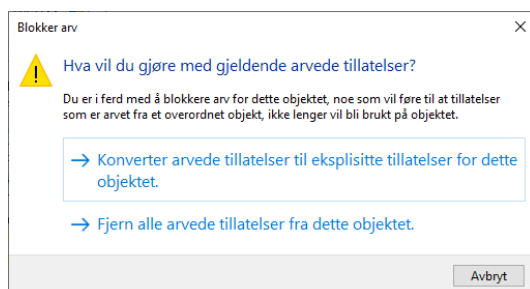 Blokker arv
Hva vil du gjøre med gjeldende arvede tillatelser?
Du er i ferd med å blokkere arv for dette objektet, noe som vil føre til at tillatelser
som er arvet fra et overordnet objekt, ikke lenger vil bli brukt på objektet.
Konverter arvede tillatelser til eksplisitte tillatelser for dette
objektet.
Fjern alle arvede tillatelser fra dette objektet.
Avbryt